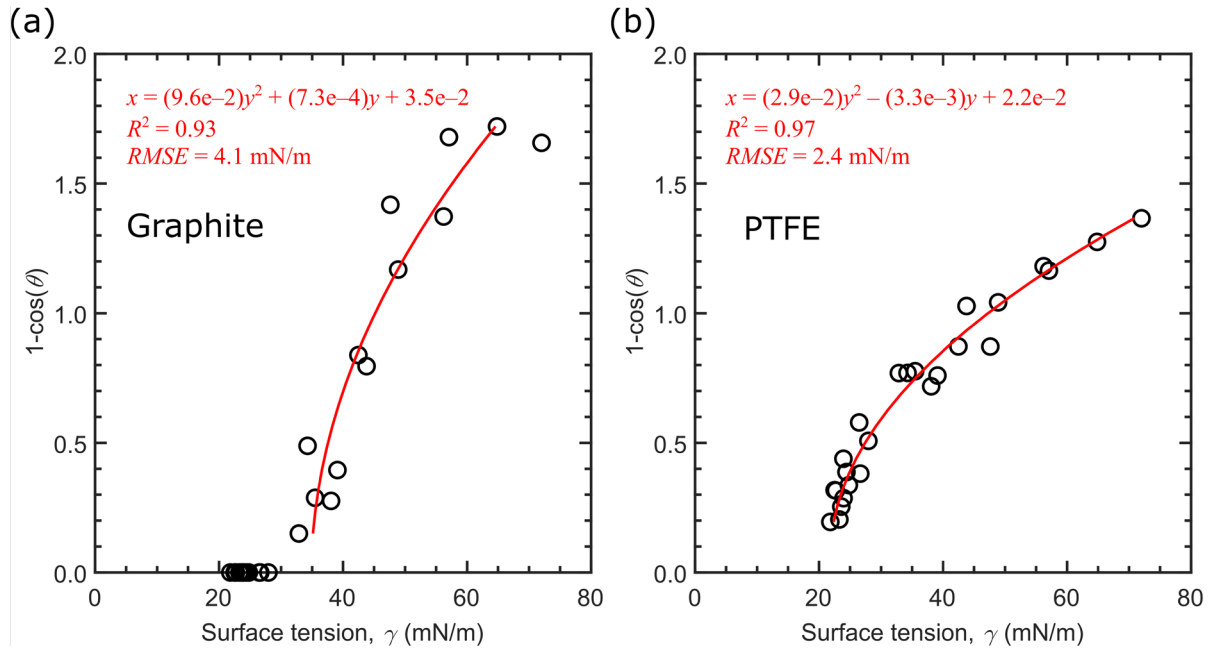 (a)
2.0
1.5
1.0
0.5
0.0
1-cos(θ)
x = (9.6e–2)y² + (7.3e–4)y + 3.5e–2
R² = 0.93
RMSE = 4.1 mN/m
Graphite
0 20 40 60 80
Surface tension, γ (mN/m)
(b)
2.0
1.5
1.0
0.5
0.0
1-cos(θ)
x = (2.9e–2)y² – (3.3e–3)y + 2.2e–2
R² = 0.97
RMSE = 2.4 mN/m
PTFE
0 20 40 60 80
Surface tension, γ (mN/m)